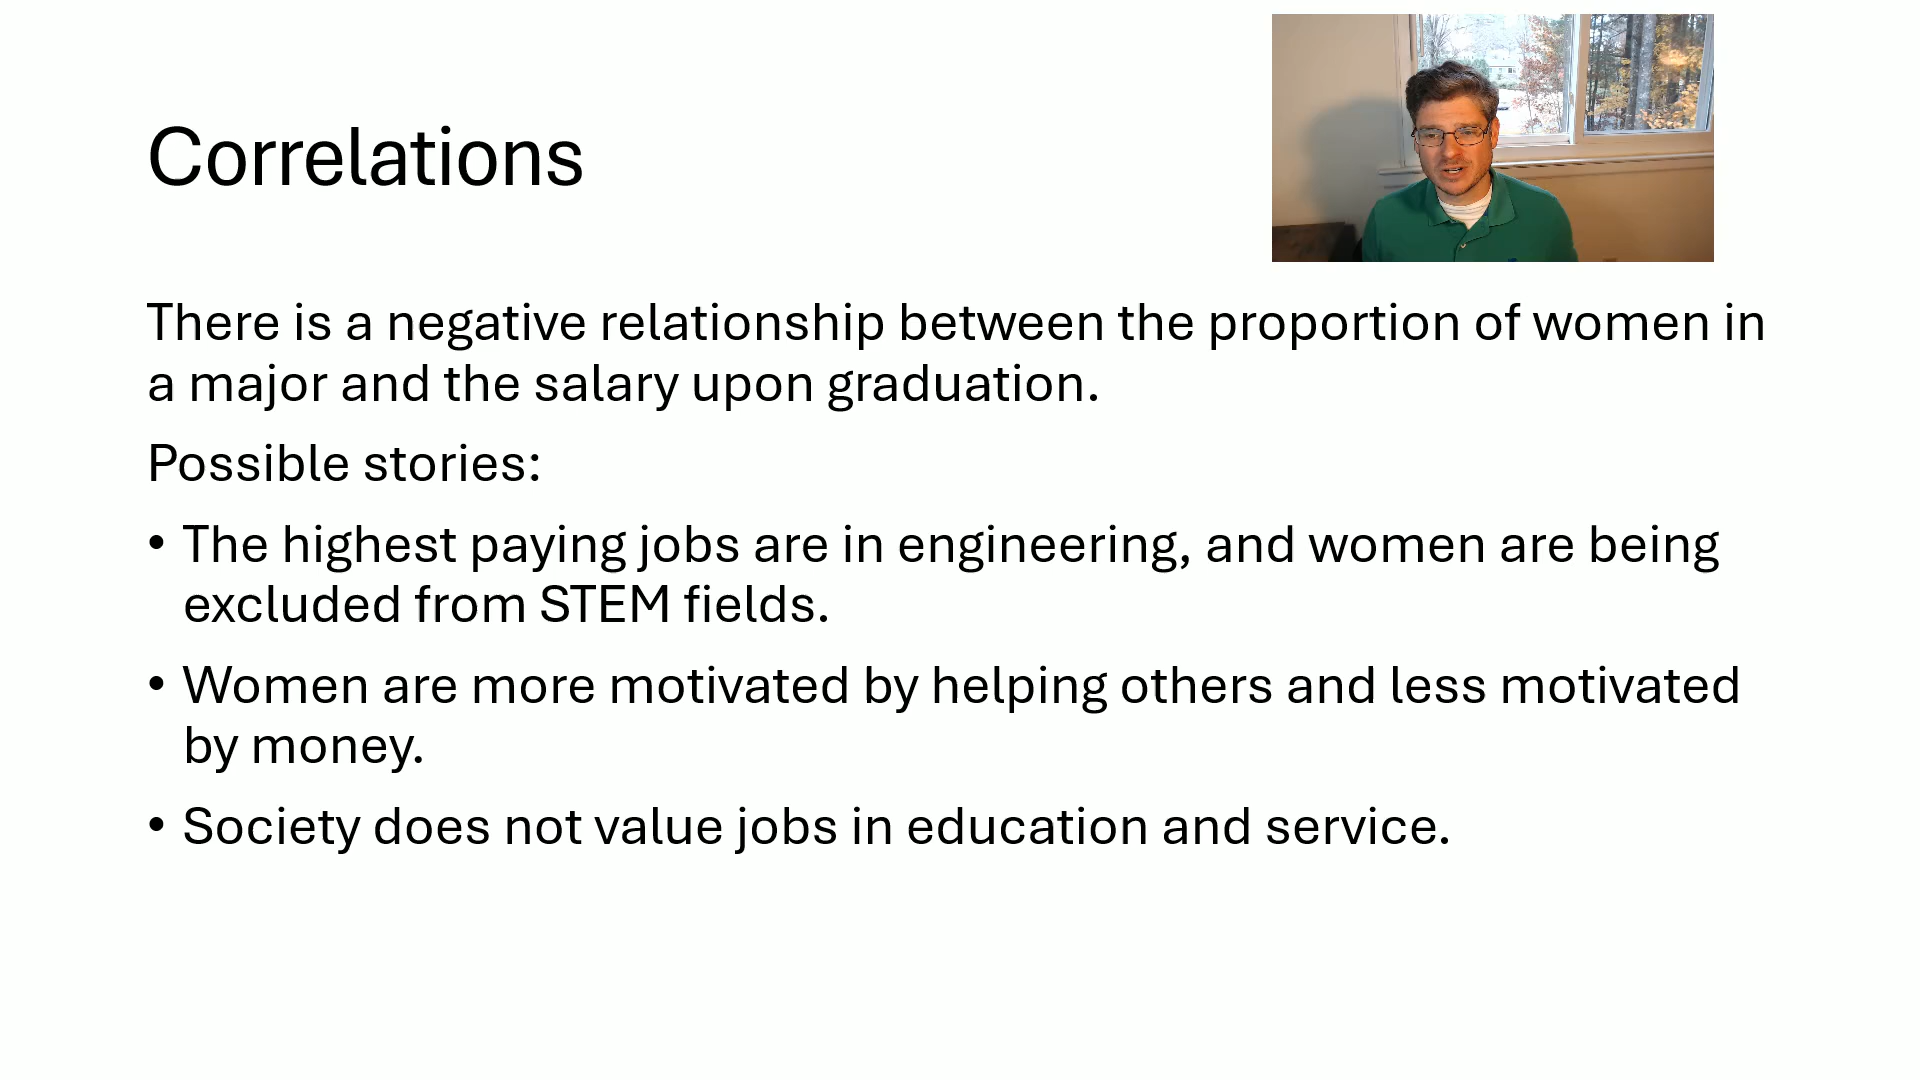 Correlations
There is a negative relationship between the proportion of women in
a major and the salary upon graduation.
Possible stories:
• The highest paying jobs are in engineering, and women are being
excluded from STEM fields.
• Women are more motivated by helping others and less motivated
by money.
• Society does not value jobs in education and service.